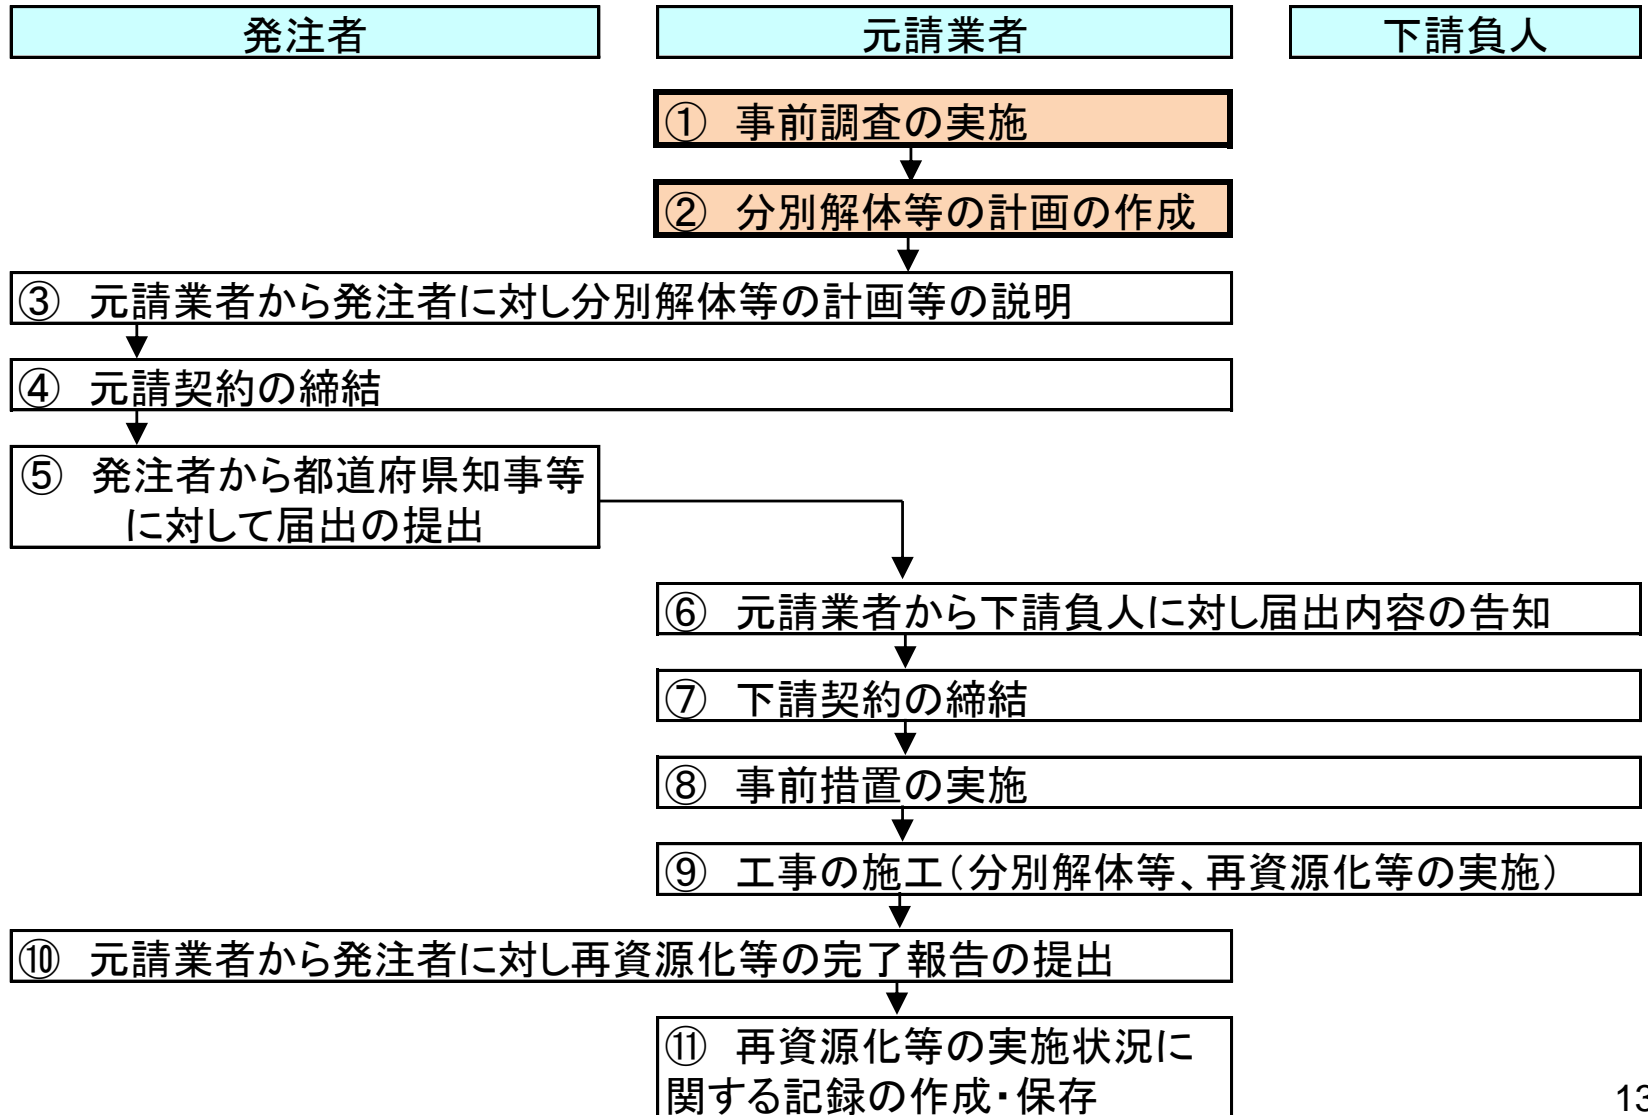 発注者
元請業者
下請負人
① 事前調査の実施
② 分別解体等の計画の作成
③ 元請業者から発注者に対し分別解体等の計画等の説明
④ 元請契約の締結
⑤ 発注者から都道府県知事等
に対して届出の提出
⑥ 元請業者から下請負人に対し届出内容の告知
⑦ 下請契約の締結
⑧ 事前措置の実施
⑨ 工事の施工(分別解体等、再資源化等の実施)
⑩ 元請業者から発注者に対し再資源化等の完了報告の提出
⑪ 再資源化等の実施状況に
関する記録の作成・保存
13